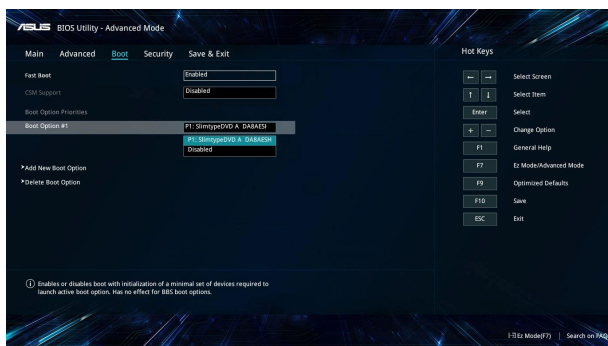 ASUS BIOS Utility - Advanced Mode
Main Advanced Boot Security Save & Exit
Fast Boot Enabled
CSM Support Disabled
Boot Option Priorities
Boot Option #1 P1: SlimtypeDVD A DA8AESI
P1: SlimtypeDVD A DA8AESH
Disabled
Add New Boot Option
Delete Boot Option
Enables or disables boot with initialization of a minimal set of devices required to
launch active boot option. Has no effect for BBS boot options.
Hot Keys
← → Select Screen
↑ ↓ Select Item
Enter Select
+ − Change Option
F1 General Help
F7 Ez Mode/Advanced Mode
F9 Optimized Defaults
F10 Save
ESC Exit
Ez Mode(F7) | Search on FAQ